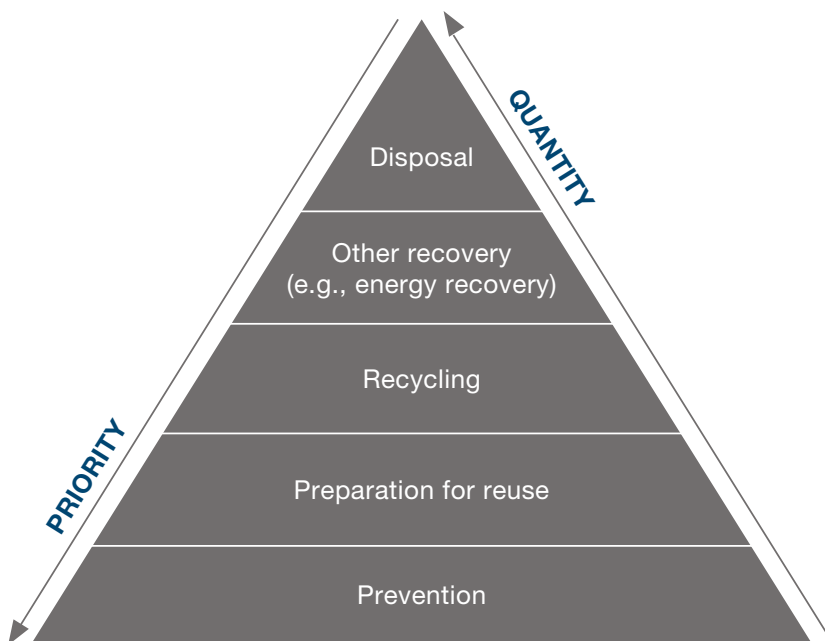 QUANTITY
Disposal
Other recovery
(e.g., energy recovery)
Recycling
PRIORITY
Preparation for reuse
Prevention